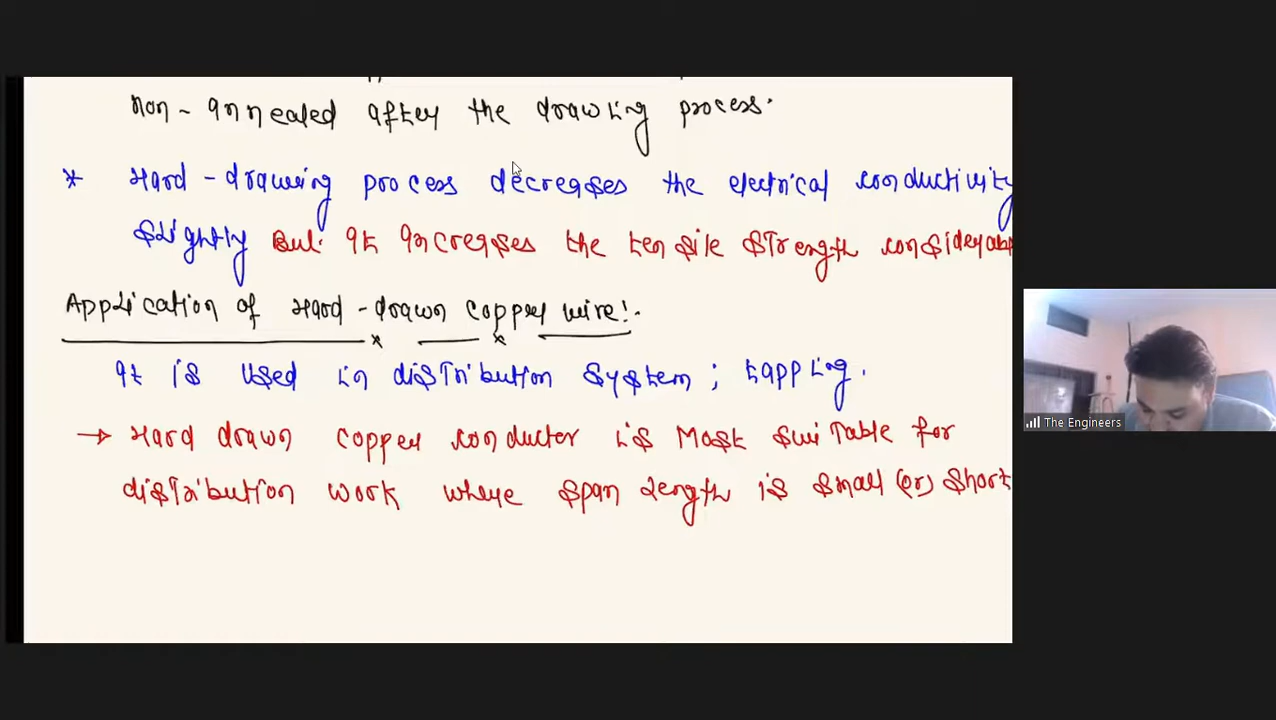 non - annealed after the drawing process.
* Hard - drawing process decreases the electrical conductivity
slightly But it increases the tensile strength considerab
Application of Hard - drawn copper wire:-
It is used in distribution system ; tapping.
→ Hard drawn copper conductor is Most suitable for
distribution work where span length is small (or) short
The Engineers